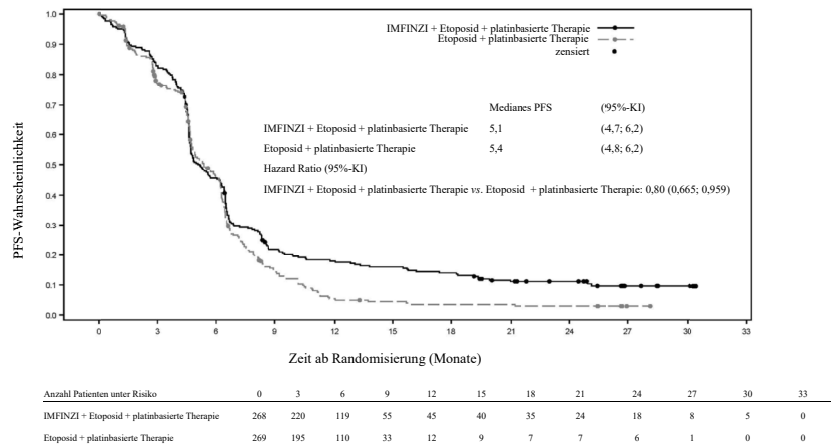 IMFINZI + Etoposid + platinbasierte Therapie
Etoposid + platinbasierte Therapie
zensiert
PFS-Wahrscheinlichkeit
1.0
0.9
0.8
0.7
0.6
0.5
0.4
0.3
0.2
0.1
0.0
Medianes PFS (95%-KI)
IMFINZI + Etoposid + platinbasierte Therapie 5,1 (4,7; 6,2)
Etoposid + platinbasierte Therapie 5,4 (4,8; 6,2)
Hazard Ratio (95%-KI)
IMFINZI + Etoposid + platinbasierte Therapie vs. Etoposid + platinbasierte Therapie: 0,80 (0,665; 0,959)
0 3 6 9 12 15 18 21 24 27 30 33
Zeit ab Randomisierung (Monate)
Anzahl Patienten unter Risiko 0 3 6 9 12 15 18 21 24 27 30 33
IMFINZI + Etoposid + platinbasierte Therapie 268 220 119 55 45 40 35 24 18 8 5 0
Etoposid + platinbasierte Therapie 269 195 110 33 12 9 7 7 6 1 0 0